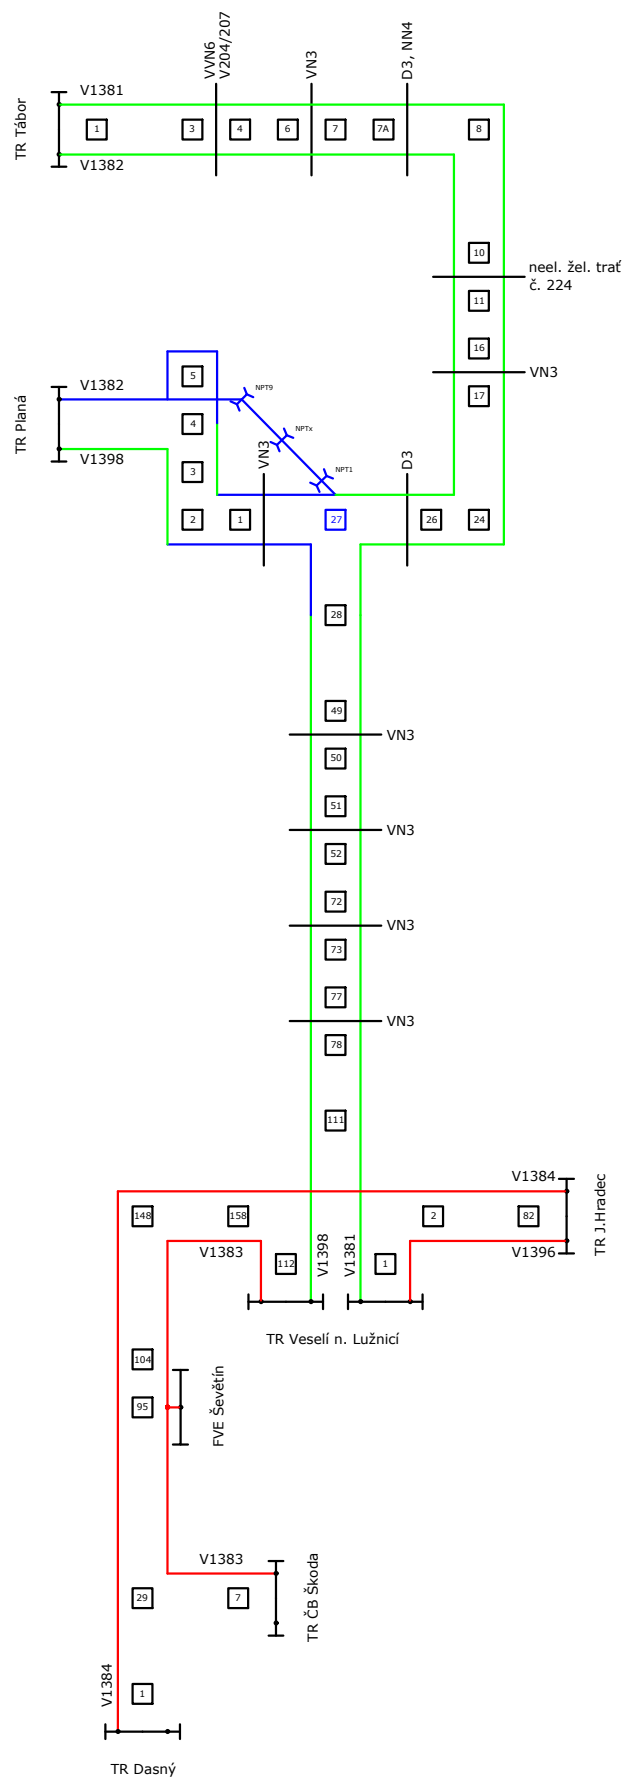 VVN6
V204/207
VN3
D3, NN4
V1381
TR Tábor
1
3
4
6
7
7A
8
V1382
10
neel. žel. trať
č. 224
11
16
VN3
17
V1382
5
NPT9
TR Planá
4
NPTx
V1398
3
VN3
NPT1
D3
2
1
27
26
24
28
49
VN3
50
51
VN3
52
72
VN3
73
77
VN3
78
111
V1384
148
158
2
82
TR J.Hradec
V1383
V1398
V1381
V1396
112
1
TR Veselí n. Lužnicí
104
95
FVE Ševětín
V1383
29
7
TR ČB Škoda
V1384
1
TR Dasný